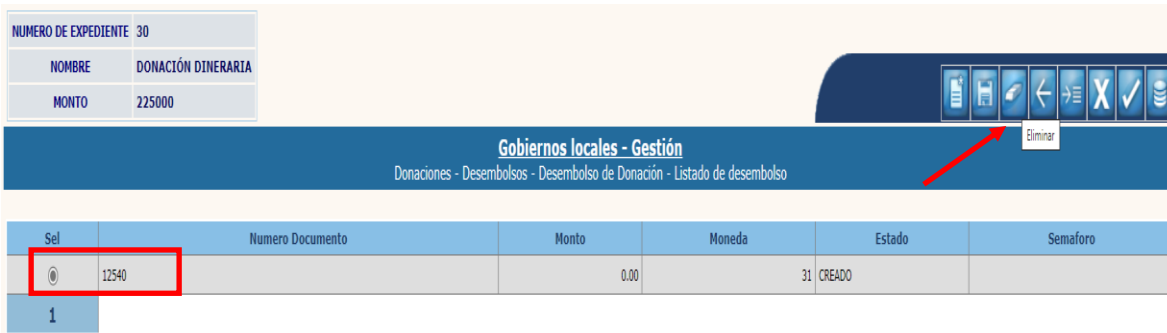 NUMERO DE EXPEDIENTE 30
NOMBRE DONACIÓN DINERARIA
MONTO 225000
Eliminar
Gobiernos locales - Gestión
Donaciones - Desembolsos - Desembolso de Donación - Listado de desembolso
Sel Numero Documento Monto Moneda Estado Semaforo
12540 0.00 31 CREADO
1